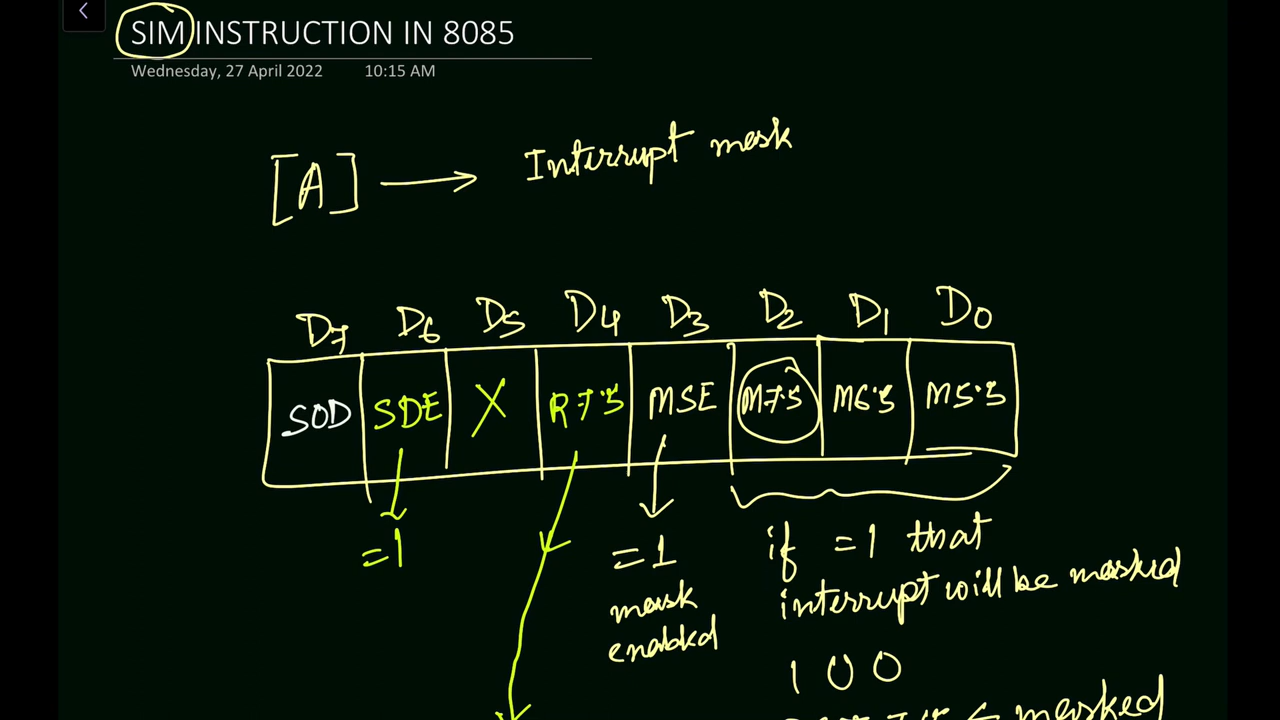 SIM INSTRUCTION IN 8085
Wednesday, 27 April 2022 10:15 AM
[A] → Interrupt mask
D7 D6 D5 D4 D3 D2 D1 D0
SOD SDE X R7.5 MSE M7.5 M6.5 M5.5
=1 =1 if =1 that
mask interrupt will be masked
enabled
1 0 0
← masked